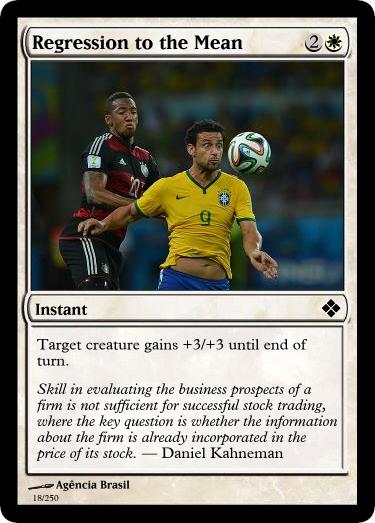 Regression to the Mean 2
9
Instant
Target creature gains +3/+3 until end of
turn.
Skill in evaluating the business prospects of a
firm is not sufficient for successful stock trading,
where the key question is whether the information
about the firm is already incorporated in the
price of its stock. — Daniel Kahneman
Agência Brasil
18/250